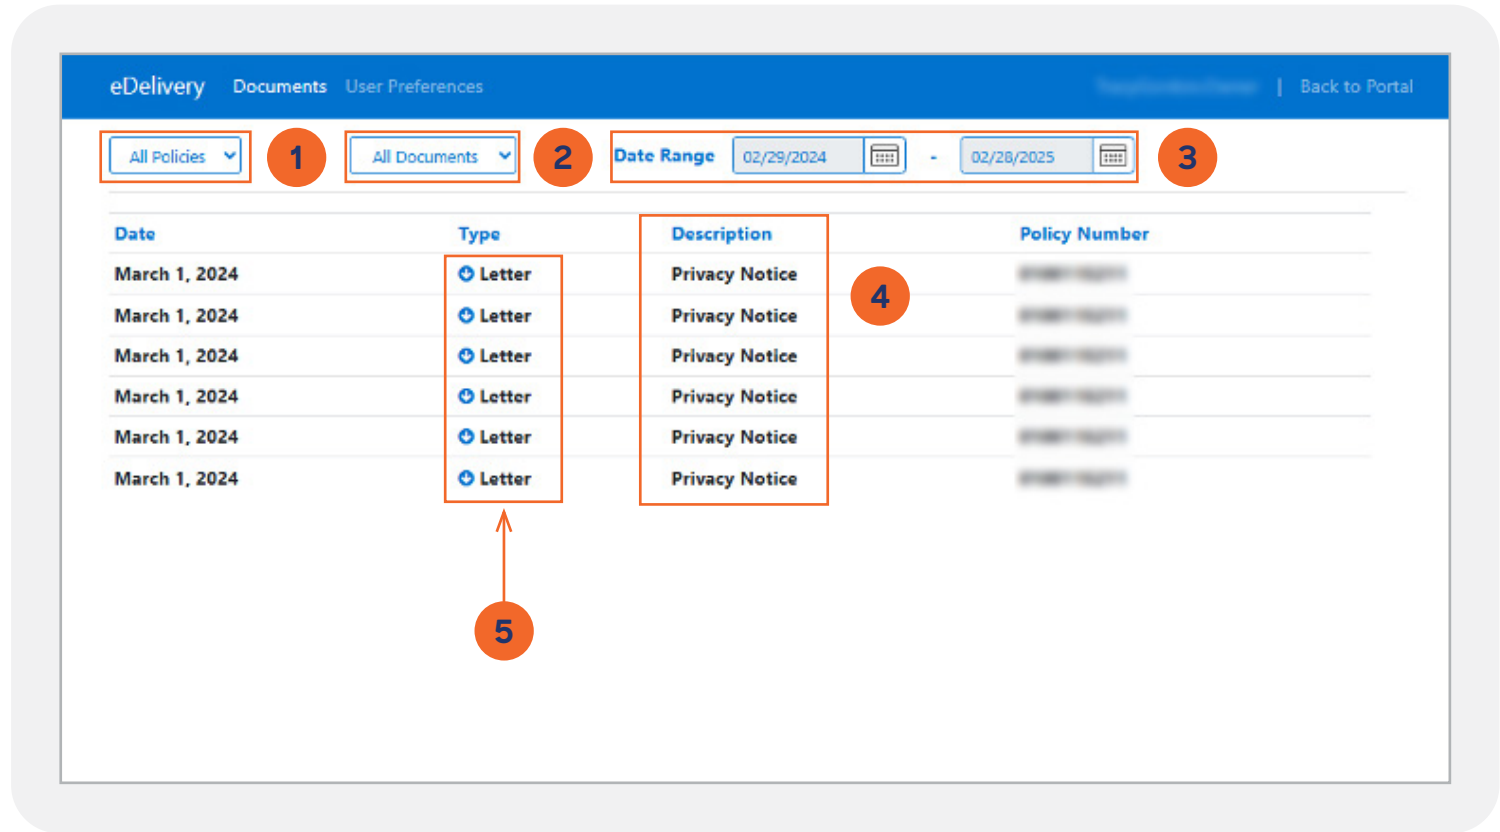 eDelivery Documents User Preferences | Back to Portal
All Policies 1 All Documents 2 Date Range 02/29/2024 - 02/28/2025 3
Date Type Description Policy Number
March 1, 2024 Letter Privacy Notice
4
March 1, 2024 Letter Privacy Notice
March 1, 2024 Letter Privacy Notice
March 1, 2024 Letter Privacy Notice
March 1, 2024 Letter Privacy Notice
March 1, 2024 Letter Privacy Notice
5